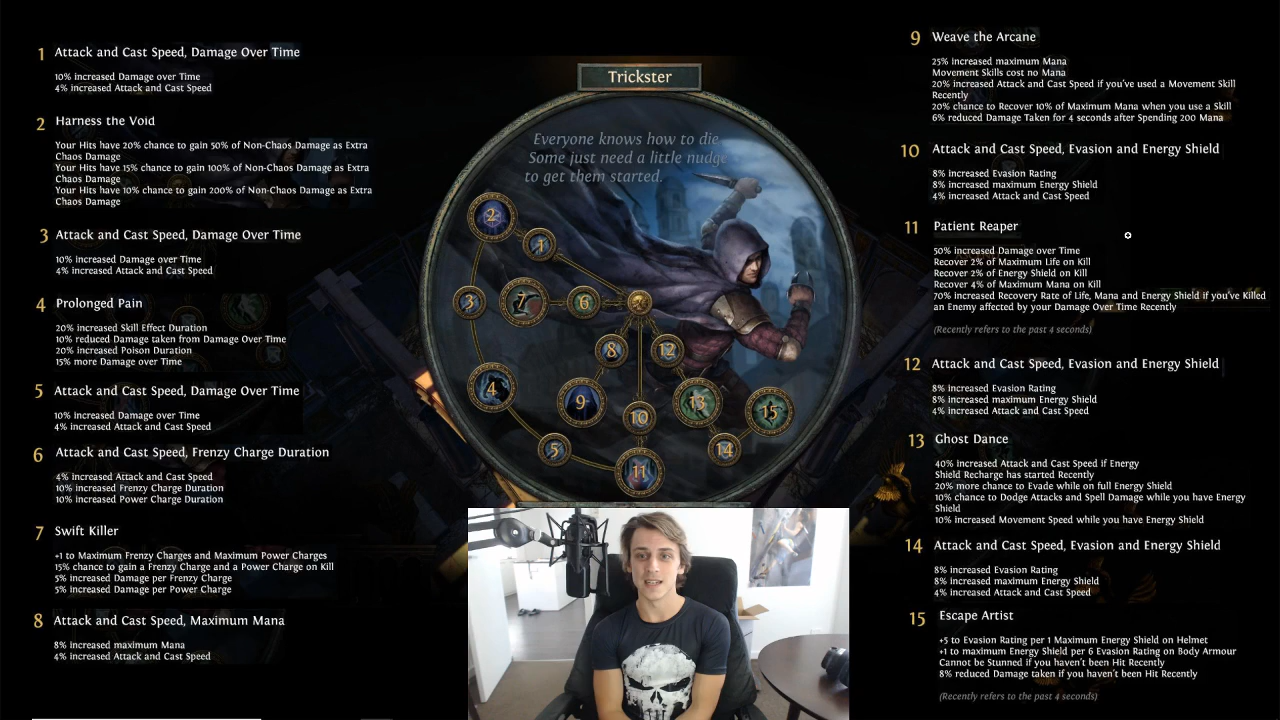 Trickster
Everyone knows how to die
Some just need a little nudge
to get them started.
1
Attack and Cast Speed, Damage Over Time
10% increased Damage over Time
4% increased Attack and Cast Speed
2
Harness the Void
Your Hits have 20% chance to gain 50% of Non-Chaos Damage as Extra
Chaos Damage
Your Hits have 15% chance to gain 100% of Non-Chaos Damage as Extra
Chaos Damage
Your Hits have 10% chance to gain 200% of Non-Chaos Damage as Extra
Chaos Damage
3
Attack and Cast Speed, Damage Over Time
10% increased Damage over Time
4% increased Attack and Cast Speed
4
Prolonged Pain
20% increased Skill Effect Duration
10% reduced Damage taken from Damage Over Time
20% increased Poison Duration
15% more Damage over Time
5
Attack and Cast Speed, Damage Over Time
10% increased Damage over Time
4% increased Attack and Cast Speed
6
Attack and Cast Speed, Frenzy Charge Duration
4% increased Attack and Cast Speed
10% increased Frenzy Charge Duration
10% increased Power Charge Duration
7
Swift Killer
+1 to Maximum Frenzy Charges and Maximum Power Charges
15% chance to gain a Frenzy Charge and a Power Charge on Kill
5% increased Damage per Frenzy Charge
5% increased Damage per Power Charge
8
Attack and Cast Speed, Maximum Mana
8% increased maximum Mana
4% increased Attack and Cast Speed
2
1
3
7
6
8
12
4
9
10
13
15
5
11
14
9
Weave the Arcane
25% increased maximum Mana
Movement Skills cost no Mana
20% increased Attack and Cast Speed if you've used a Movement Skill
Recently
20% chance to Recover 10% of Maximum Mana when you use a Skill
6% reduced Damage Taken for 4 seconds after Spending 200 Mana
10
Attack and Cast Speed, Evasion and Energy Shield
8% increased Evasion Rating
8% increased maximum Energy Shield
4% increased Attack and Cast Speed
11
Patient Reaper
50% increased Damage over Time
Recover 2% of Maximum Life on Kill
Recover 2% of Energy Shield on Kill
Recover 4% of Maximum Mana on Kill
70% increased Recovery Rate of Life, Mana and Energy Shield if you've Killed
an Enemy affected by your Damage Over Time Recently
(Recently refers to the past 4 seconds)
12
Attack and Cast Speed, Evasion and Energy Shield
8% increased Evasion Rating
8% increased maximum Energy Shield
4% increased Attack and Cast Speed
13
Ghost Dance
40% increased Attack and Cast Speed if Energy
Shield Recharge has started Recently
20% more chance to Evade while on full Energy Shield
10% chance to Dodge Attacks and Spell Damage while you have Energy
Shield
10% increased Movement Speed while you have Energy Shield
14
Attack and Cast Speed, Evasion and Energy Shield
8% increased Evasion Rating
8% increased maximum Energy Shield
4% increased Attack and Cast Speed
15
Escape Artist
+5 to Evasion Rating per 1 Maximum Energy Shield on Helmet
+1 to maximum Energy Shield per 6 Evasion Rating on Body Armour
Cannot be Stunned if you haven't been Hit Recently
8% reduced Damage taken if you haven't been Hit Recently
(Recently refers to the past 4 seconds)